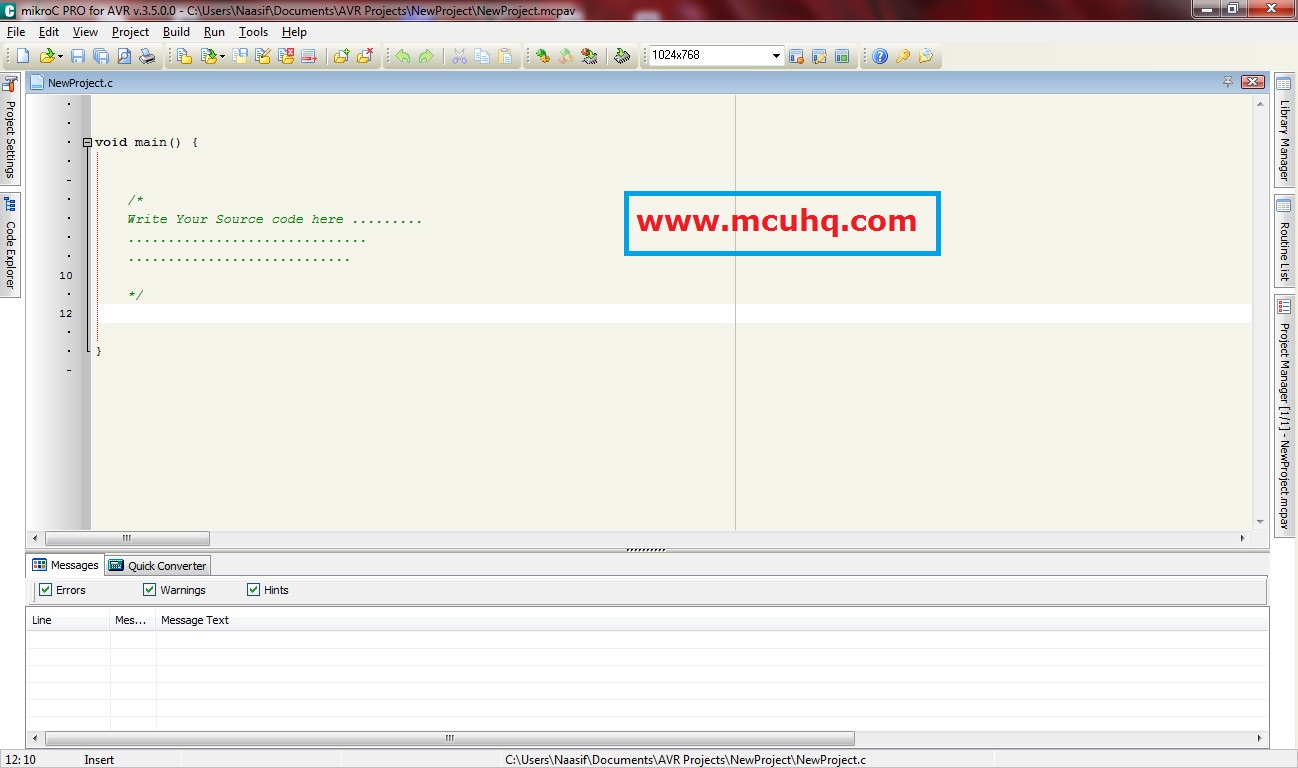 mikroC PRO for AVR v.3.5.0.0 - C:\Users\Naasif\Documents\AVR Projects\NewProject\NewProject.mcpav
File Edit View Project Build Run Tools Help
1024x768
NewProject.c
Project Settings
Code Explorer
void main() {
/*
Write Your Source code here .........
..............................
............................
10
*/
12
}
www.mcuhq.com
Library Manager
Routine List
Project Manager [1/1] - NewProject.mcpav
Messages Quick Converter
Errors Warnings Hints
Line Mes... Message Text
12:10 Insert C:\Users\Naasif\Documents\AVR Projects\NewProject\NewProject.c